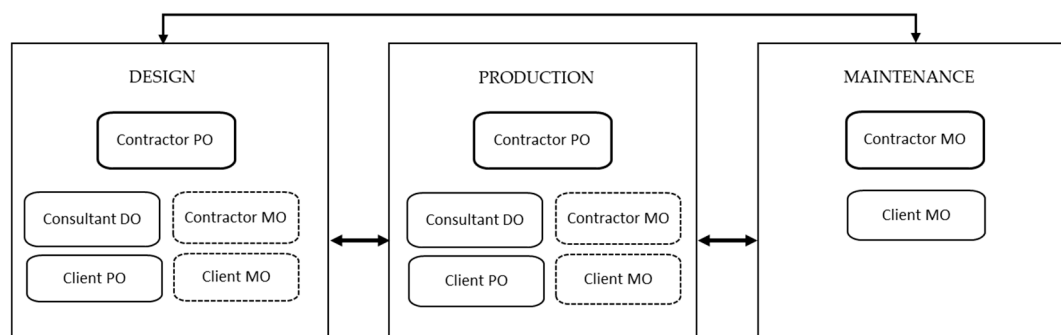 DESIGN
Contractor PO
Consultant DO
Contractor MO
Client PO
Client MO
PRODUCTION
Contractor PO
Consultant DO
Contractor MO
Client PO
Client MO
MAINTENANCE
Contractor MO
Client MO